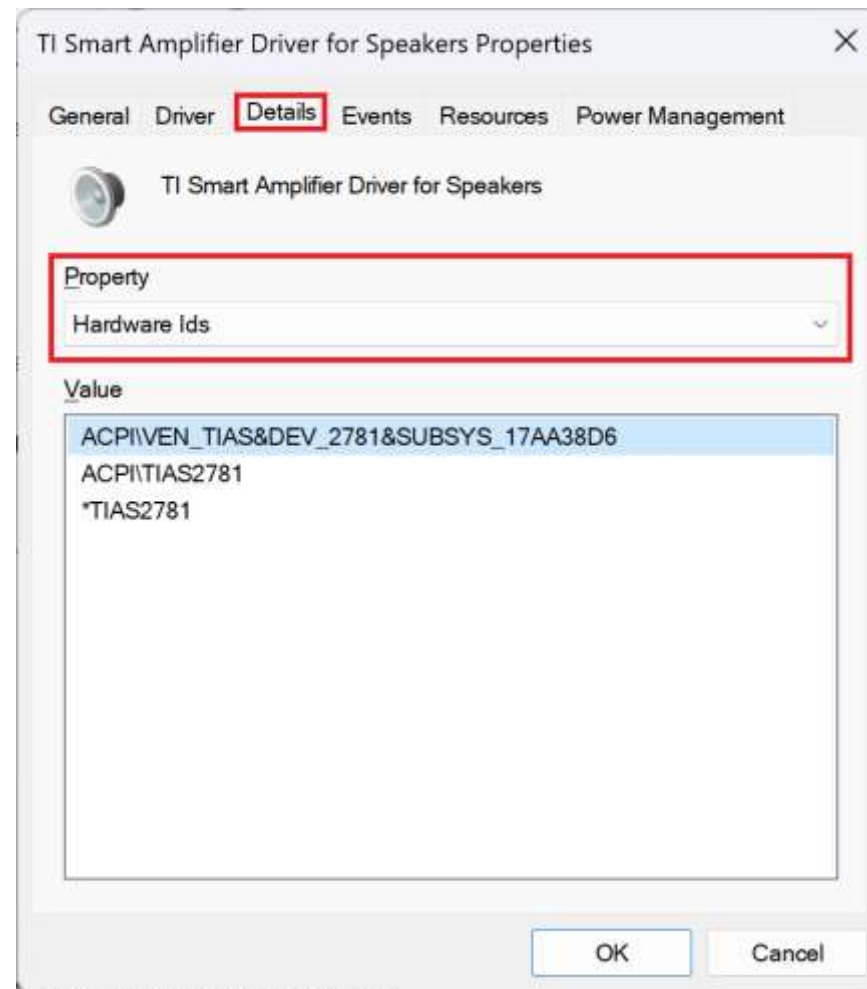 TI Smart Amplifier Driver for Speakers Properties
General Driver Details Events Resources Power Management
TI Smart Amplifier Driver for Speakers
Property
Hardware Ids
Value
ACPI\VEN_TIAS&DEV_2781&SUBSYS_17AA38D6
ACPI\TIAS2781
*TIAS2781
OK Cancel